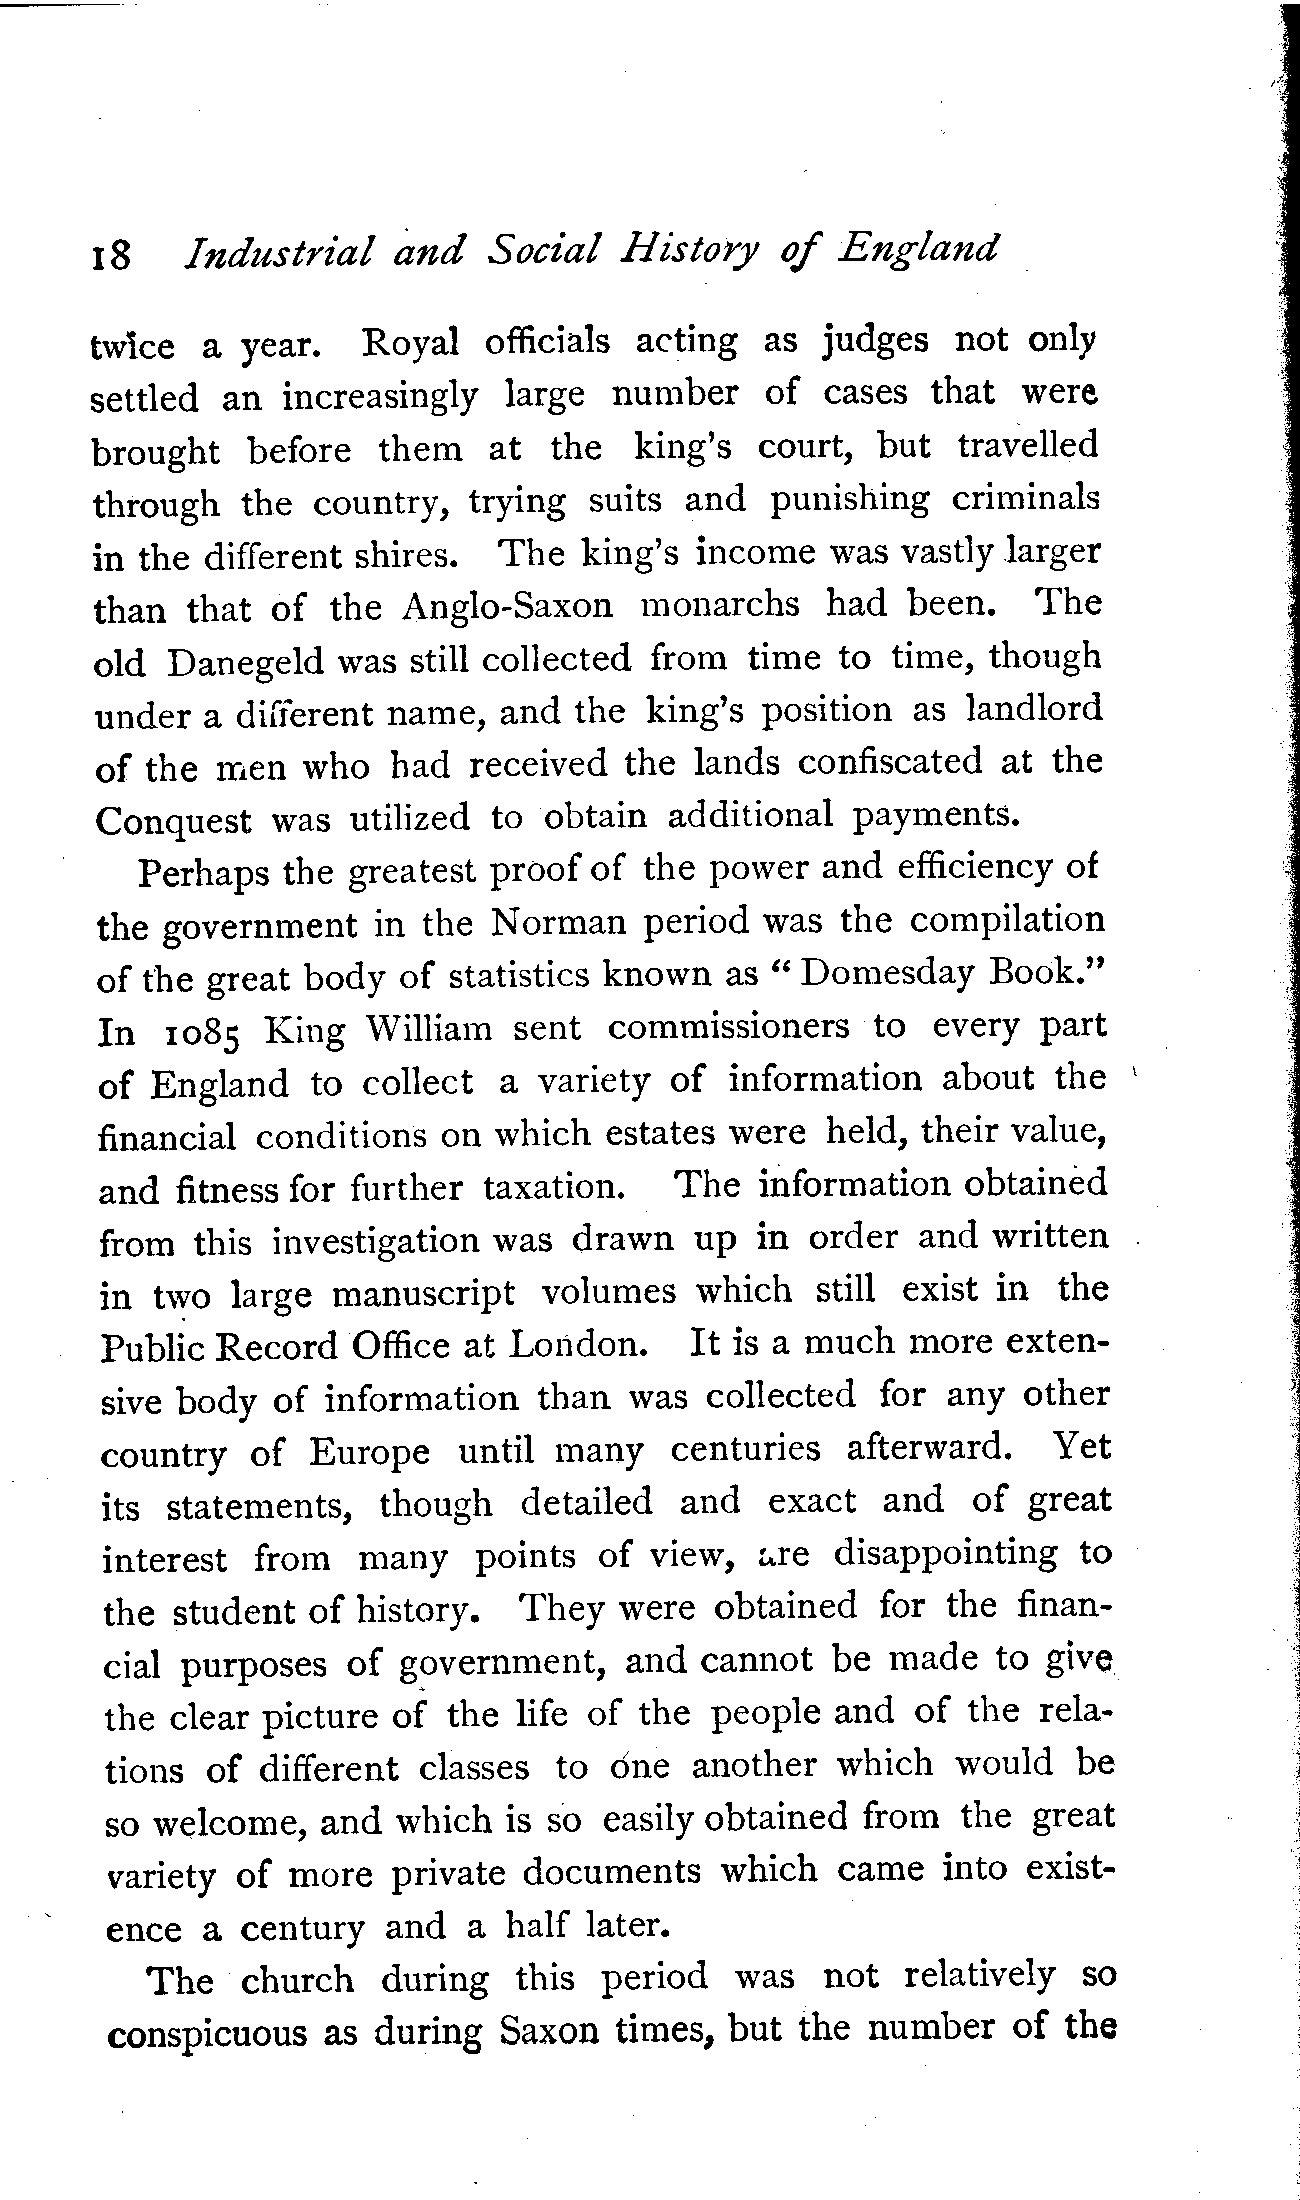 18 Industrial and Social History of England
twice a year. Royal officials acting as judges not only
settled an increasingly large number of cases that were
brought before them at the king's court, but travelled
through the country, trying suits and punishing criminals
in the different shires. The king's income was vastly larger
than that of the Anglo-Saxon monarchs had been. The
old Danegeld was still collected from time to time, though
under a different name, and the king's position as landlord
of the men who had received the lands confiscated at the
Conquest was utilized to obtain additional payments.
Perhaps the greatest proof of the power and efficiency of
the government in the Norman period was the compilation
of the great body of statistics known as "Domesday Book."
In 1085 King William sent commissioners to every part
of England to collect a variety of information about the
financial conditions on which estates were held, their value,
and fitness for further taxation. The information obtained
from this investigation was drawn up in order and written
in two large manuscript volumes which still exist in the
Public Record Office at London. It is a much more exten-
sive body of information than was collected for any other
country of Europe until many centuries afterward. Yet
its statements, though detailed and exact and of great
interest from many points of view, are disappointing to
the student of history. They were obtained for the finan-
cial purposes of government, and cannot be made to give
the clear picture of the life of the people and of the rela-
tions of different classes to one another which would be
so welcome, and which is so easily obtained from the great
variety of more private documents which came into exist-
ence a century and a half later.
The church during this period was not relatively so
conspicuous as during Saxon times, but the number of the